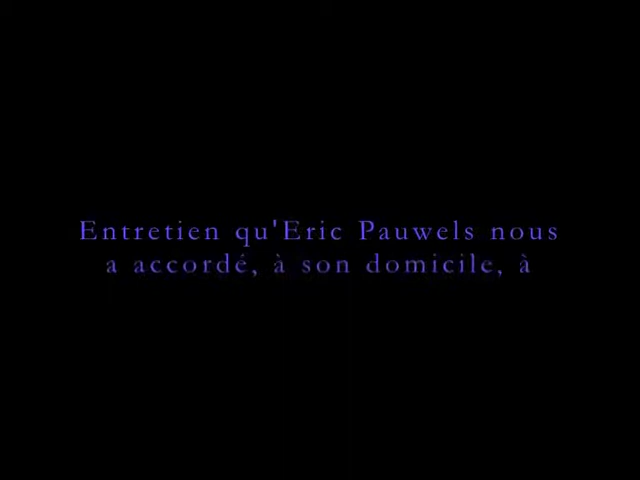 Entretien qu'Eric Pauwels nous
a accordé, à son domicile, à